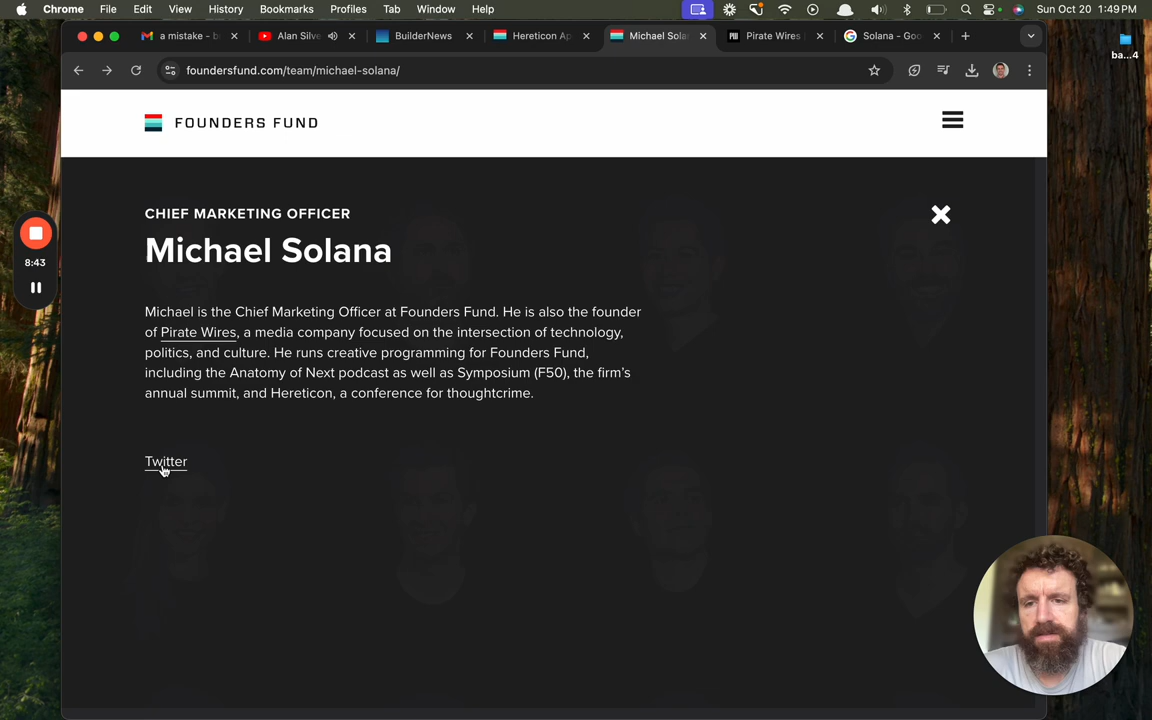 Chrome File Edit View History Bookmarks Profiles Tab Window Help Sun Oct 20 1:49 PM
a mistake - b Alan Silve BuilderNews Hereticon Ap Michael Sola Pirate Wires Solana - Goo
ba...4
foundersfund.com/team/michael-solana/
FOUNDERS FUND
CHIEF MARKETING OFFICER
Michael Solana
8:43
Michael is the Chief Marketing Officer at Founders Fund. He is also the founder
of Pirate Wires, a media company focused on the intersection of technology,
politics, and culture. He runs creative programming for Founders Fund,
including the Anatomy of Next podcast as well as Symposium (F50), the firm's
annual summit, and Hereticon, a conference for thoughtcrime.
Twitter